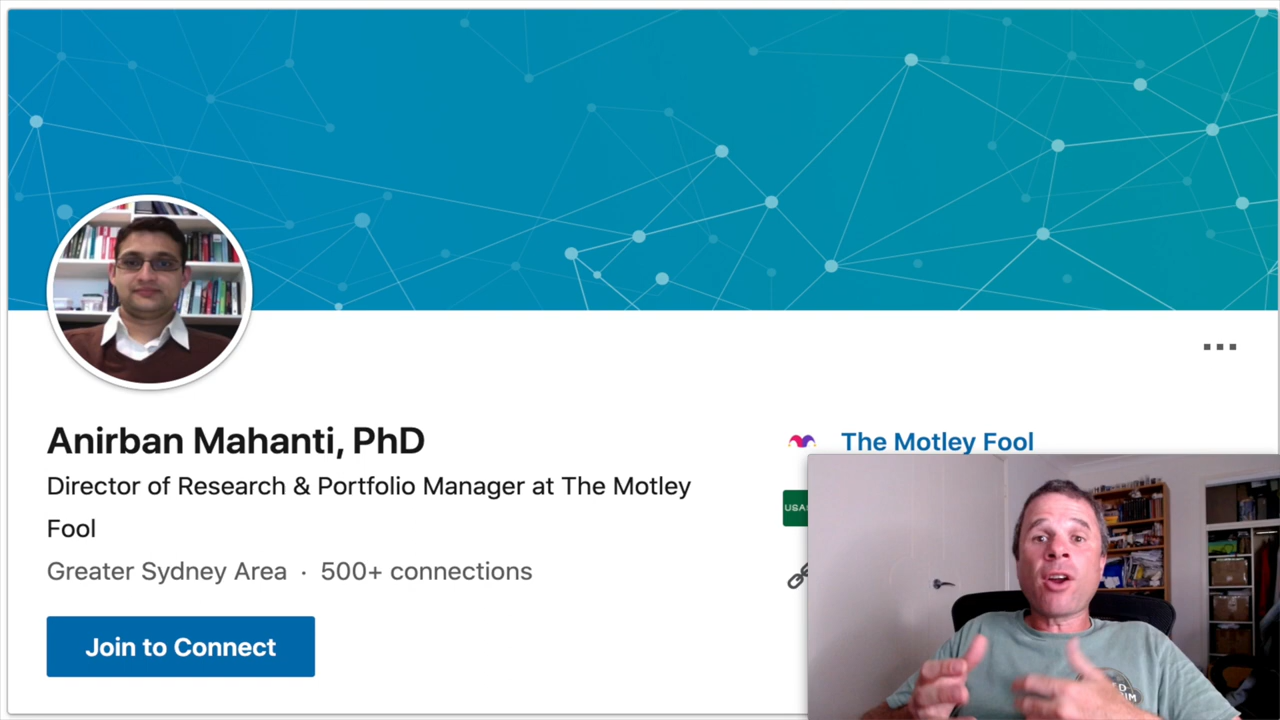 Anirban Mahanti, PhD
Director of Research & Portfolio Manager at The Motley
Fool
Greater Sydney Area · 500+ connections
Join to Connect
The Motley Fool